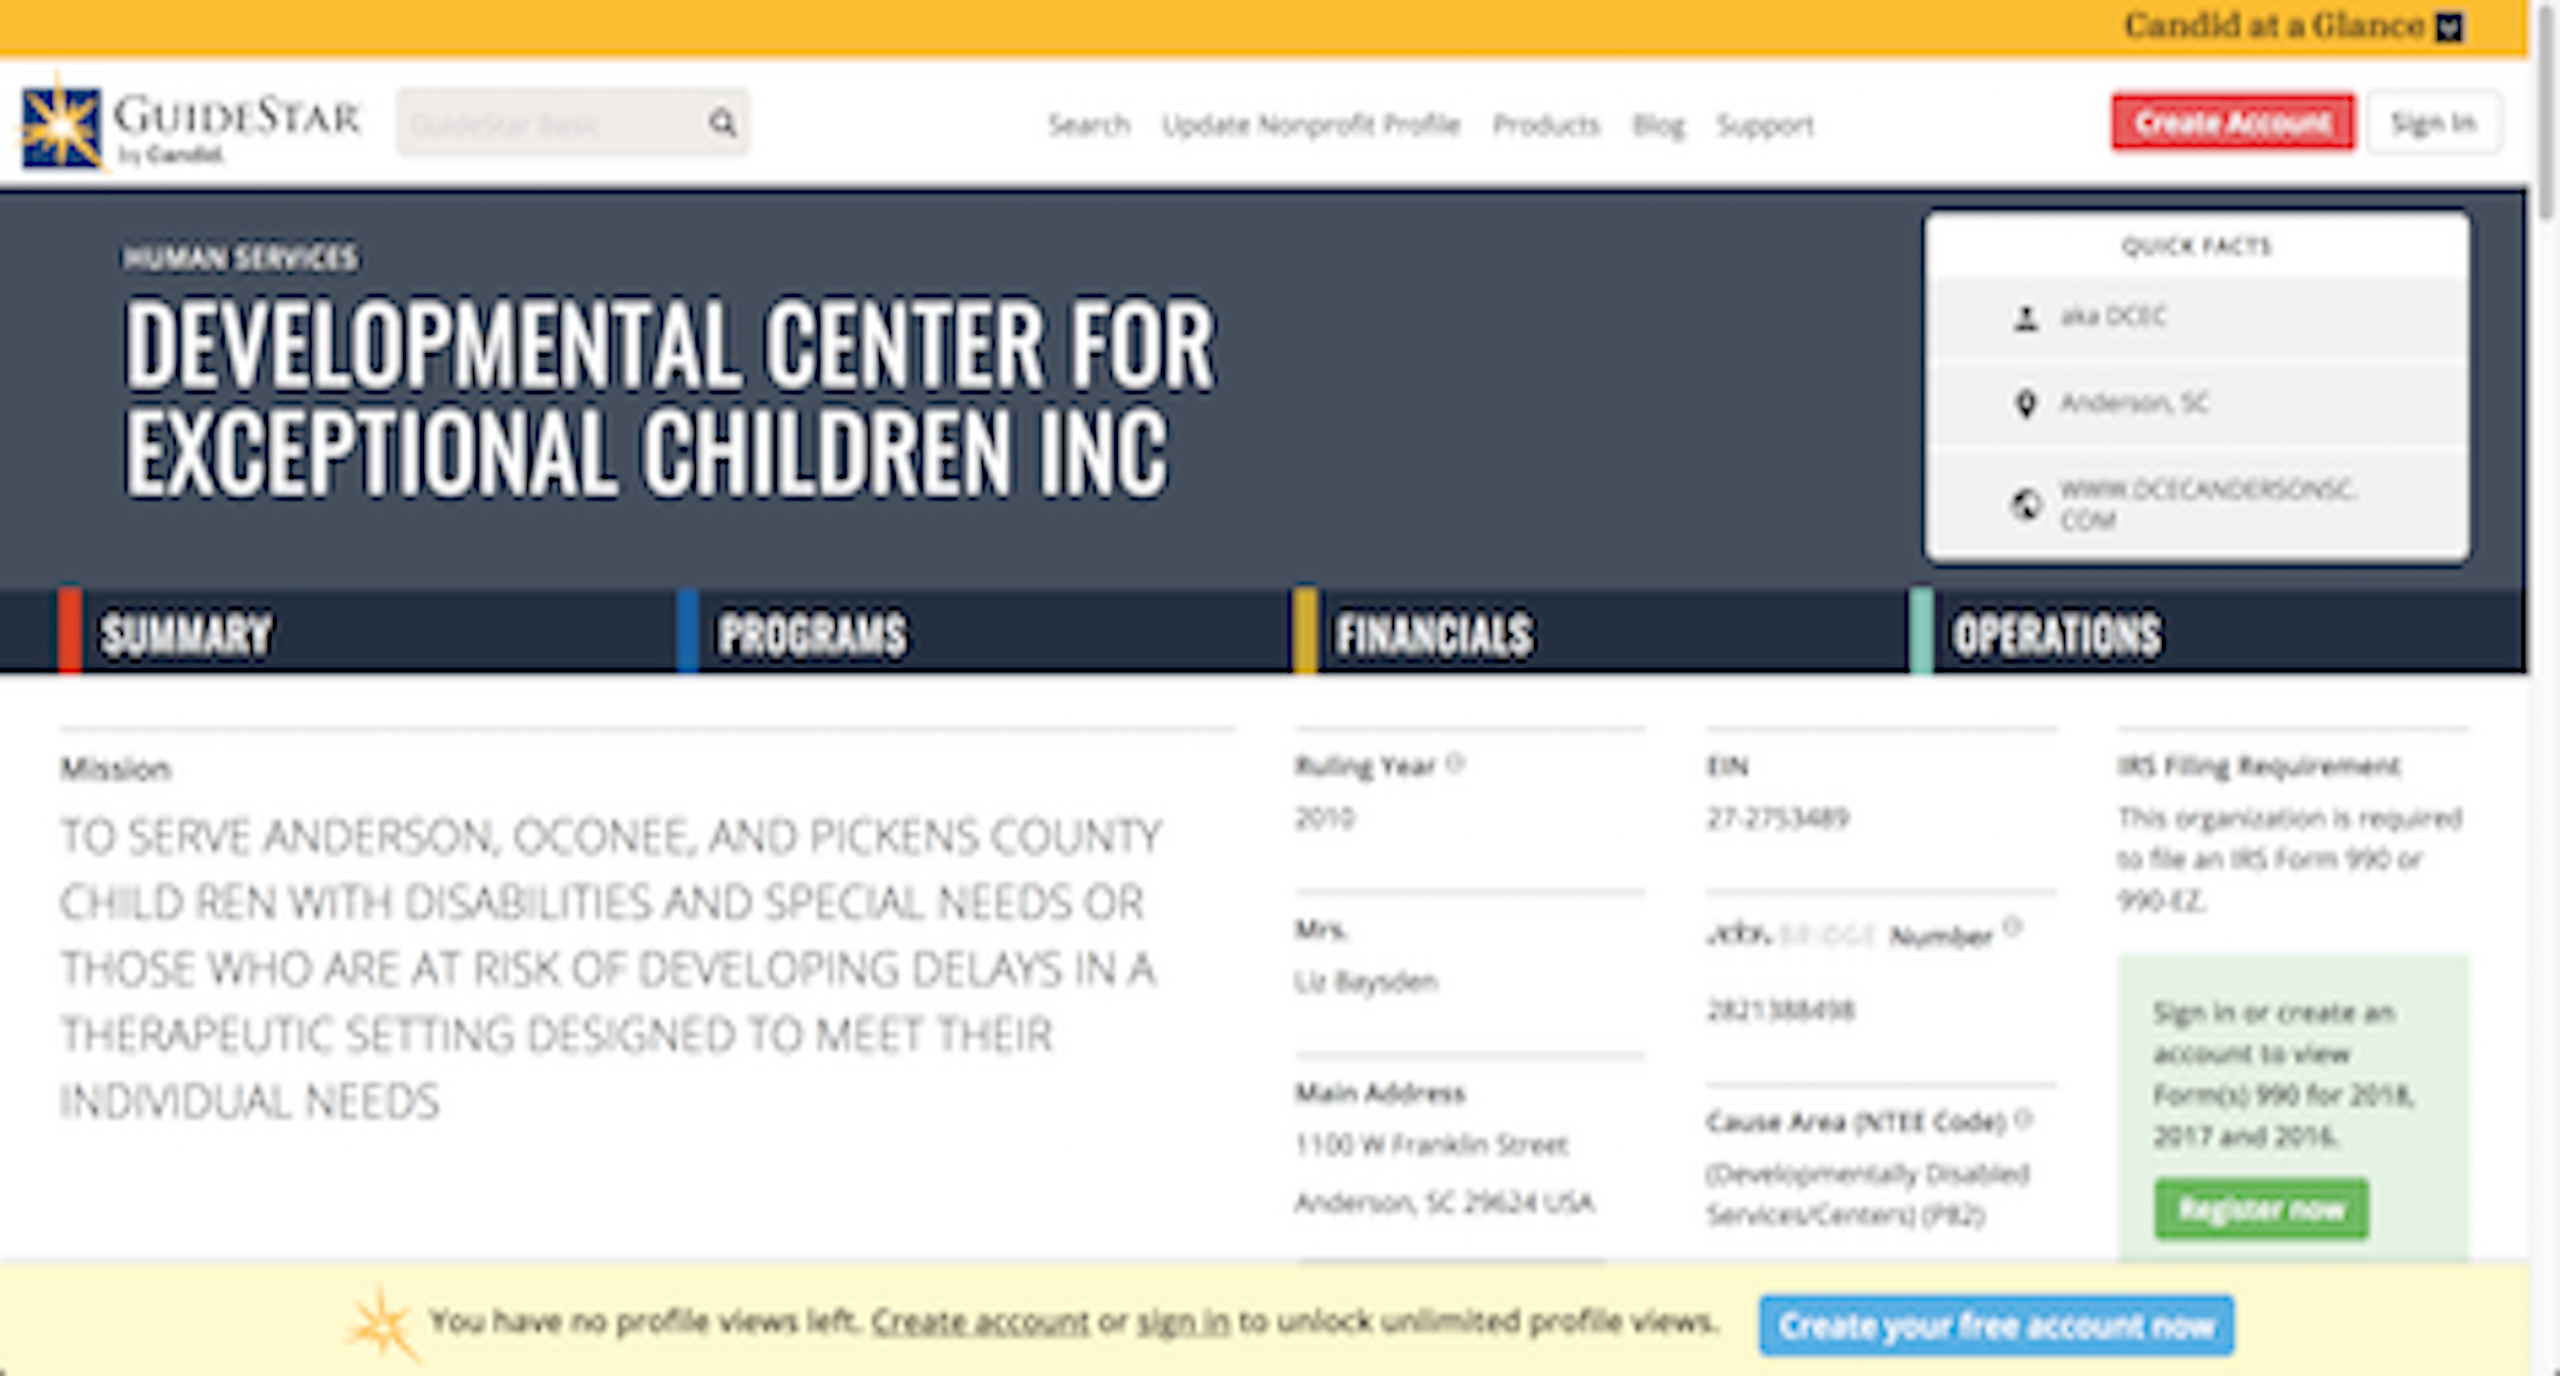 Candid at a Glance
GUIDESTAR
by Candid.
GuideStar Basic
Search Update Nonprofit Profile Products Blog Support
Create Account Sign In
HUMAN SERVICES
DEVELOPMENTAL CENTER FOR
EXCEPTIONAL CHILDREN INC
QUICK FACTS
aka DCEC
Anderson, SC
WWW.DCECANDERSONSC.
COM
SUMMARY PROGRAMS FINANCIALS OPERATIONS
Mission
TO SERVE ANDERSON, OCONEE, AND PICKENS COUNTY
CHILD REN WITH DISABILITIES AND SPECIAL NEEDS OR
THOSE WHO ARE AT RISK OF DEVELOPING DELAYS IN A
THERAPEUTIC SETTING DESIGNED TO MEET THEIR
INDIVIDUAL NEEDS
Ruling Year
2010
Mrs.
Liz Baysden
Main Address
1100 W Franklin Street
Anderson, SC 29624 USA
EIN
27-2753489
BRIDGE Number
2821388498
Cause Area (NTEE Code)
(Developmentally Disabled
Services/Centers) (P82)
IRS Filing Requirement
This organization is required
to file an IRS Form 990 or
990-EZ.
Sign in or create an
account to view
Form(s) 990 for 2018,
2017 and 2016.
Register now
You have no profile views left. Create account or sign in to unlock unlimited profile views.
Create your free account now